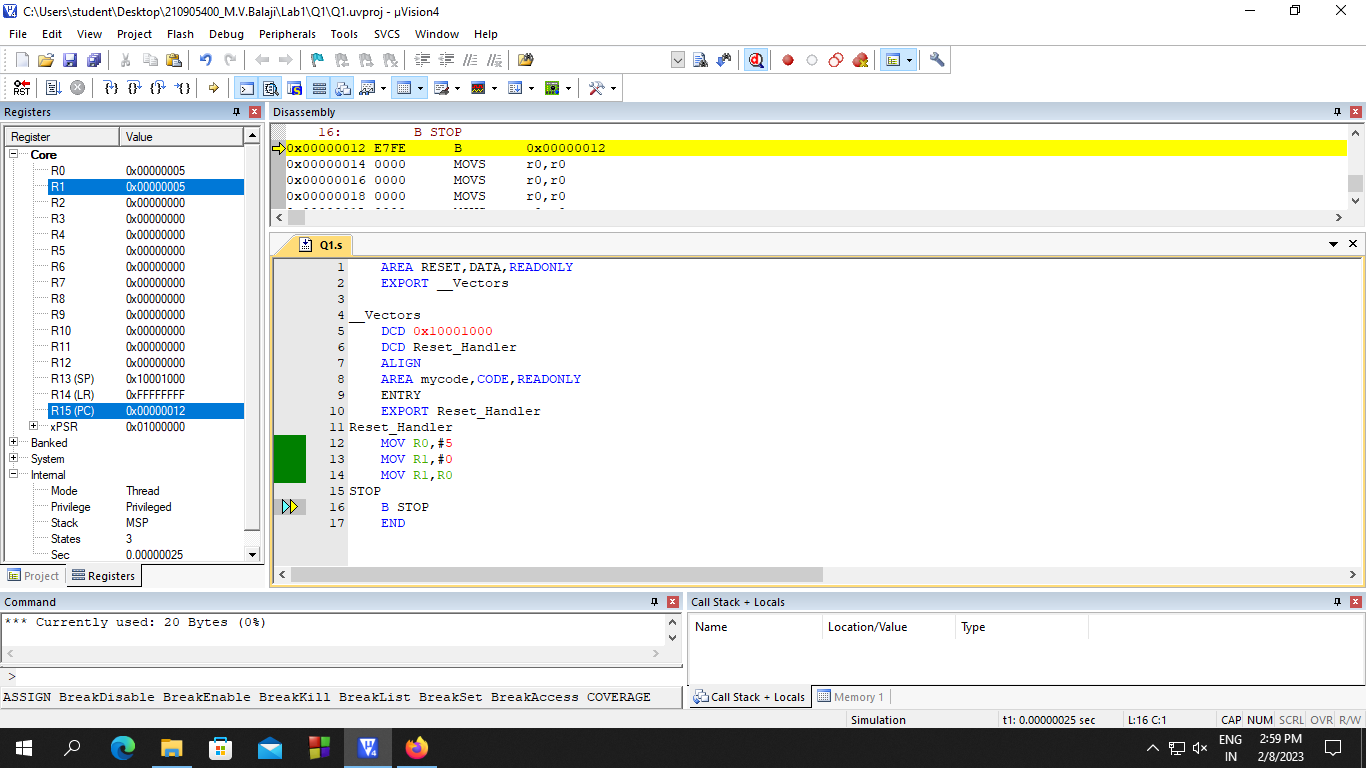 C:\Users\student\Desktop\210905400_M.V.Balaji\Lab1\Q1\Q1.uvproj - µVision4
File Edit View Project Flash Debug Peripherals Tools SVCS Window Help
RST
Registers
Register Value
Core
R0 0x00000005
R1 0x00000005
R2 0x00000000
R3 0x00000000
R4 0x00000000
R5 0x00000000
R6 0x00000000
R7 0x00000000
R8 0x00000000
R9 0x00000000
R10 0x00000000
R11 0x00000000
R12 0x00000000
R13 (SP) 0x10001000
R14 (LR) 0xFFFFFFFF
R15 (PC) 0x00000012
xPSR 0x01000000
Banked
System
Internal
Mode Thread
Privilege Privileged
Stack MSP
States 3
Sec 0.00000025
Project Registers
Disassembly
16: B STOP
0x00000012 E7FE B 0x00000012
0x00000014 0000 MOVS r0,r0
0x00000016 0000 MOVS r0,r0
0x00000018 0000 MOVS r0,r0
Q1.s
1 AREA RESET,DATA,READONLY
2 EXPORT __Vectors
3
4 __Vectors
5 DCD 0x10001000
6 DCD Reset_Handler
7 ALIGN
8 AREA mycode,CODE,READONLY
9 ENTRY
10 EXPORT Reset_Handler
11 Reset_Handler
12 MOV R0,#5
13 MOV R1,#0
14 MOV R1,R0
15 STOP
16 B STOP
17 END
Command
*** Currently used: 20 Bytes (0%)
>
ASSIGN BreakDisable BreakEnable BreakKill BreakList BreakSet BreakAccess COVERAGE
Call Stack + Locals
Name Location/Value Type
Call Stack + Locals Memory 1
Simulation t1: 0.00000025 sec L:16 C:1 CAP NUM SCRL OVR R/W
ENG
IN
2:59 PM
2/8/2023